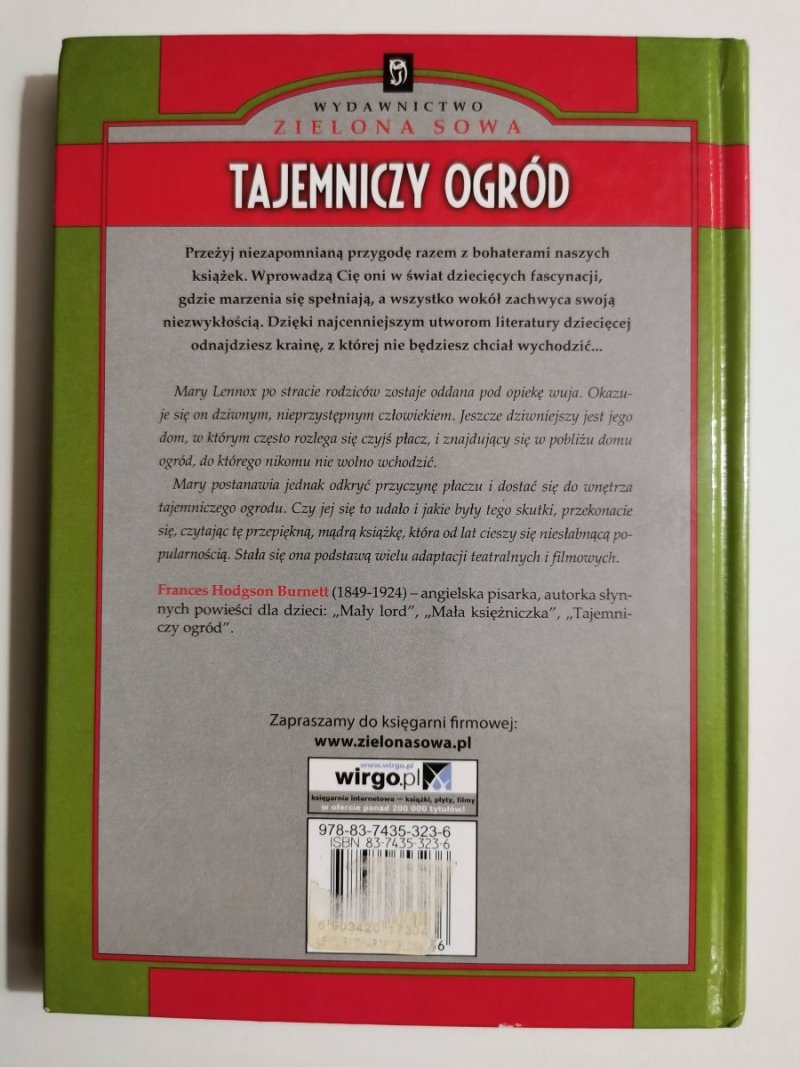 WYDAWNICTWO
ZIELONA SOWA
TAJEMNICZY OGRÓD
Przeżyj niezapomnianą przygodę razem z bohaterami naszych
książek. Wprowadzą Cię oni w świat dziecięcych fascynacji,
gdzie marzenia się spełniają, a wszystko wokół zachwyca swoją
niezwykłością. Dzięki najcenniejszym utworom literatury dziecięcej
odnajdziesz krainę, z której nie będziesz chciał wychodzić...
Mary Lennox po stracie rodziców zostaje oddana pod opiekę wuja. Okazu-
je się on dziwnym, nieprzystępnym człowiekiem. Jeszcze dziwniejszy jest jego
dom, w którym często rozlega się czyjś płacz, i znajdujący się w pobliżu domu
ogród, do którego nikomu nie wolno wchodzić.
Mary postanawia jednak odkryć przyczynę płaczu i dostać się do wnętrza
tajemniczego ogrodu. Czy jej się to udało i jakie były tego skutki, przekonacie
się, czytając tę przepiękną, mądrą książkę, która od lat cieszy się niesłabnącą po-
pularnością. Stała się ona podstawą wielu adaptacji teatralnych i filmowych.
Frances Hodgson Burnett (1849-1924) – angielska pisarka, autorka słyn-
nych powieści dla dzieci: „Mały lord”, „Mała księżniczka”, „Tajemni-
czy ogród”.
Zapraszamy do księgarni firmowej:
www.zielonasowa.pl
www.wirgo.pl
wirgo.pl
księgarnia internetowa — książki, płyty, filmy
w ofercie ponad 200 000 tytułów!
978-83-7435-323-6
ISBN 83-7435-323-6
5 903420
6